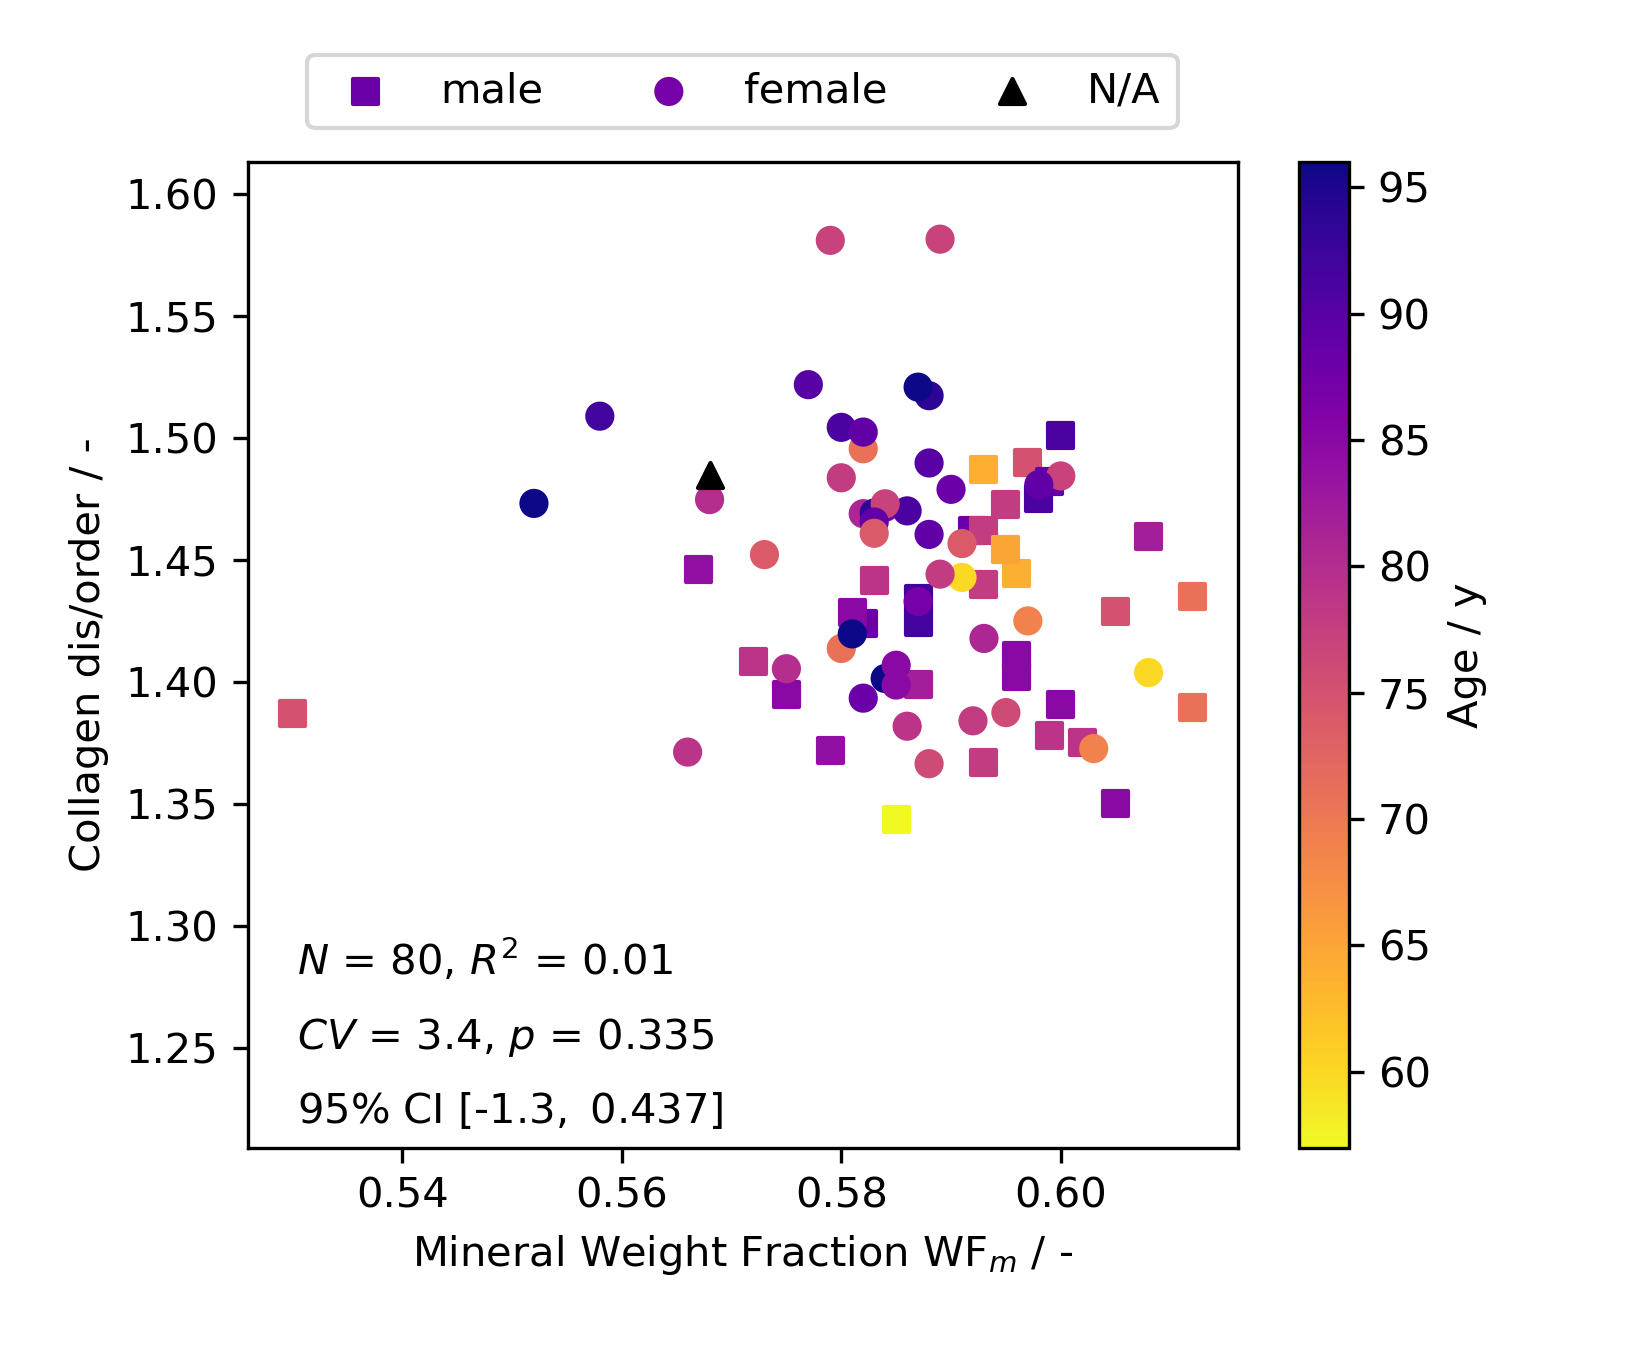 male female N/A
1.60
1.55
1.50
1.45
1.40
1.35
1.30
1.25
Collagen dis/order / -
N = 80, R² = 0.01
CV = 3.4, p = 0.335
95% CI [-1.3, 0.437]
0.54 0.56 0.58 0.60
Mineral Weight Fraction WFₘ / -
95
90
85
80
75
70
65
60
Age / y